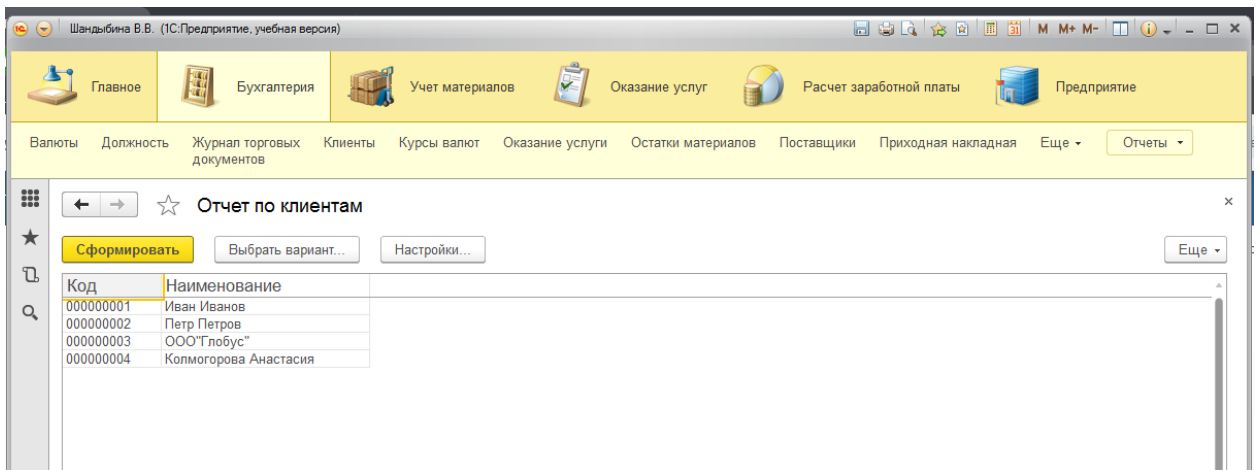 Шандыбина В.В. (1С:Предприятие, учебная версия)
M M+ M-
Главное Бухгалтерия Учет материалов Оказание услуг Расчет заработной платы Предприятие
Валюты Должность Журнал торговых документов Клиенты Курсы валют Оказание услуги Остатки материалов Поставщики Приходная накладная Еще Отчеты
Отчет по клиентам
Сформировать Выбрать вариант... Настройки... Еще
Код Наименование
000000001 Иван Иванов
000000002 Петр Петров
000000003 ООО"Глобус"
000000004 Колмогорова Анастасия